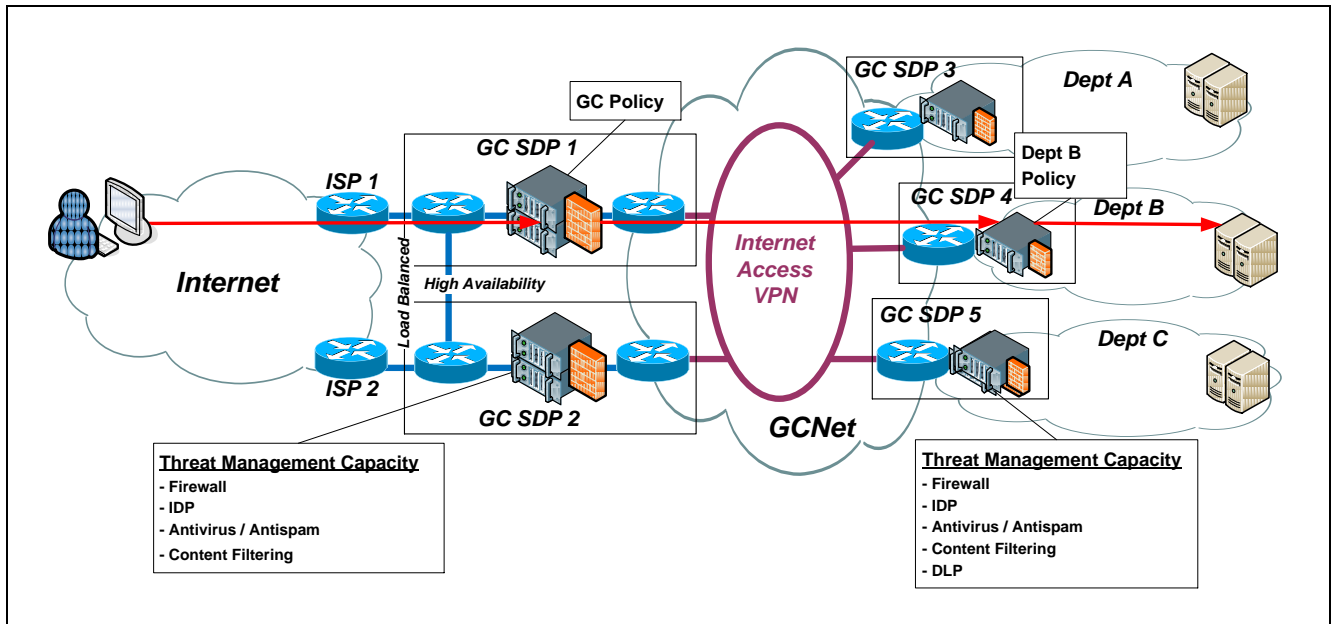 GC SDP 3
Dept A
GC Policy
GC SDP 1
Dept B
Policy
ISP 1
GC SDP 4
Dept B
Internet
Load Balanced
High Availability
Internet
Access
VPN
GC SDP 5
Dept C
ISP 2
GC SDP 2
GCNet
Threat Management Capacity
- Firewall
- IDP
- Antivirus / Antispam
- Content Filtering
Threat Management Capacity
- Firewall
- IDP
- Antivirus / Antispam
- Content Filtering
- DLP